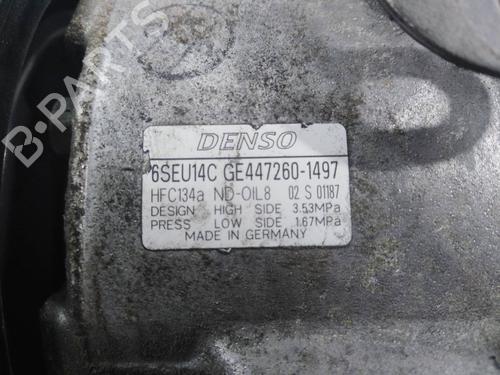 B-PARTS
DENSO
6SEU14C GE447260-1497
HFC134a ND-OIL8 02 S 01187
DESIGN HIGH SIDE 3.53MPa
PRESS LOW SIDE 1.67MPa
MADE IN GERMANY